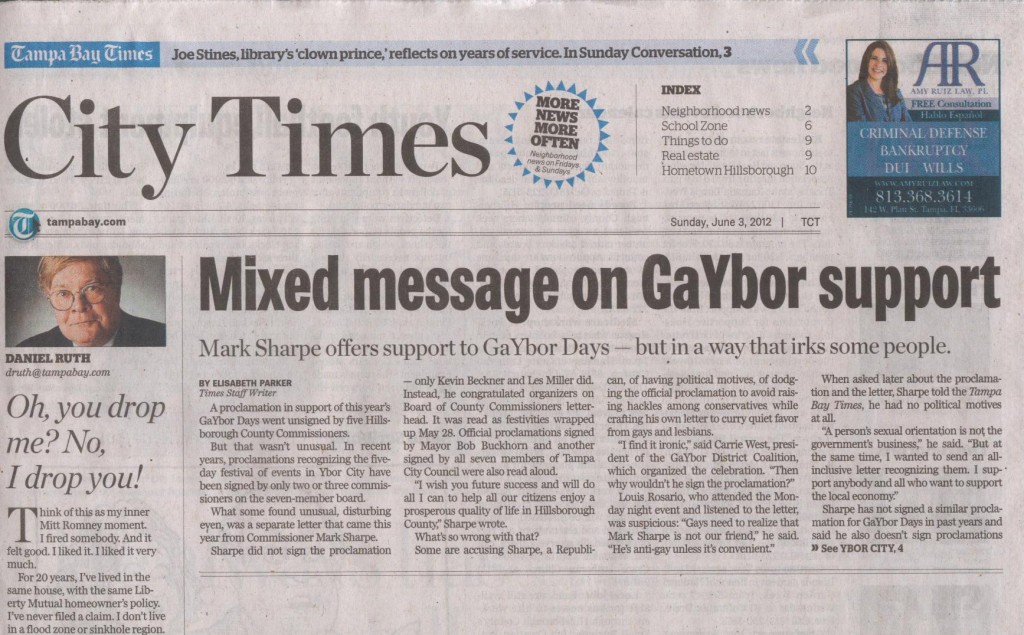 Tampa Bay Times
Joe Stines, library's 'clown prince,' reflects on years of service. In Sunday Conversation, 3
City Times
MORE
NEWS
MORE
OFTEN
Neighborhood
news on Fridays
& Sundays
INDEX
Neighborhood news 2
School Zone 6
Things to do 9
Real estate 9
Hometown Hillsborough 10
AR
AMY RUIZ LAW, PL
FREE Consultation
Hablo Español
CRIMINAL DEFENSE
BANKRUPTCY
DUI WILLS
WWW.AMYRUIZLAW.COM
813.368.3614
142 W. Platt St. Tampa, FL 33606
T
tampabay.com
Sunday, June 3, 2012 | TCT
DANIEL RUTH
druth@tampabay.com
Oh, you drop
me? No,
I drop you!
Think of this as my inner
Mitt Romney moment.
I fired somebody. And it
felt good. I liked it. I liked it very
much.
For 20 years, I've lived in the
same house, with the same Lib-
erty Mutual homeowner's policy.
I've never filed a claim. I don't live
in a flood zone or sinkhole region.
Mixed message on GaYbor support
Mark Sharpe offers support to GaYbor Days — but in a way that irks some people.
BY ELISABETH PARKER
Times Staff Writer
A proclamation in support of this year's
GaYbor Days went unsigned by five Hills-
borough County Commissioners.
But that wasn't unusual. In recent
years, proclamations recognizing the five-
day festival of events in Ybor City have
been signed by only two or three commis-
sioners on the seven-member board.
What some found unusual, disturbing
even, was a separate letter that came this
year from Commissioner Mark Sharpe.
Sharpe did not sign the proclamation
— only Kevin Beckner and Les Miller did.
Instead, he congratulated organizers on
Board of County Commissioners letter-
head. It was read as festivities wrapped
up May 28. Official proclamations signed
by Mayor Bob Buckhorn and another
signed by all seven members of Tampa
City Council were also read aloud.
"I wish you future success and will do
all I can to help all our citizens enjoy a
prosperous quality of life in Hillsborough
County," Sharpe wrote.
What's so wrong with that?
Some are accusing Sharpe, a Republi-
can, of having political motives, of dodg-
ing the official proclamation to avoid rais-
ing hackles among conservatives while
crafting his own letter to curry quiet favor
from gays and lesbians.
"I find it ironic," said Carrie West, presi-
dent of the GaYbor District Coalition,
which organized the celebration. "Then
why wouldn't he sign the proclamation?"
Louis Rosario, who attended the Mon-
day night event and listened to the letter,
was suspicious: "Gays need to realize that
Mark Sharpe is not our friend," he said.
"He's anti-gay unless it's convenient."
When asked later about the proclama-
tion and the letter, Sharpe told the Tampa
Bay Times, he had no political motives
at all.
"A person's sexual orientation is not the
government's business," he said. "But at
the same time, I wanted to send an all-
inclusive letter recognizing them. I sup-
port anybody and all who want to support
the local economy."
Sharpe has not signed a similar procla-
mation for GaYbor Days in past years and
said he also doesn't sign proclamations
» See YBOR CITY, 4